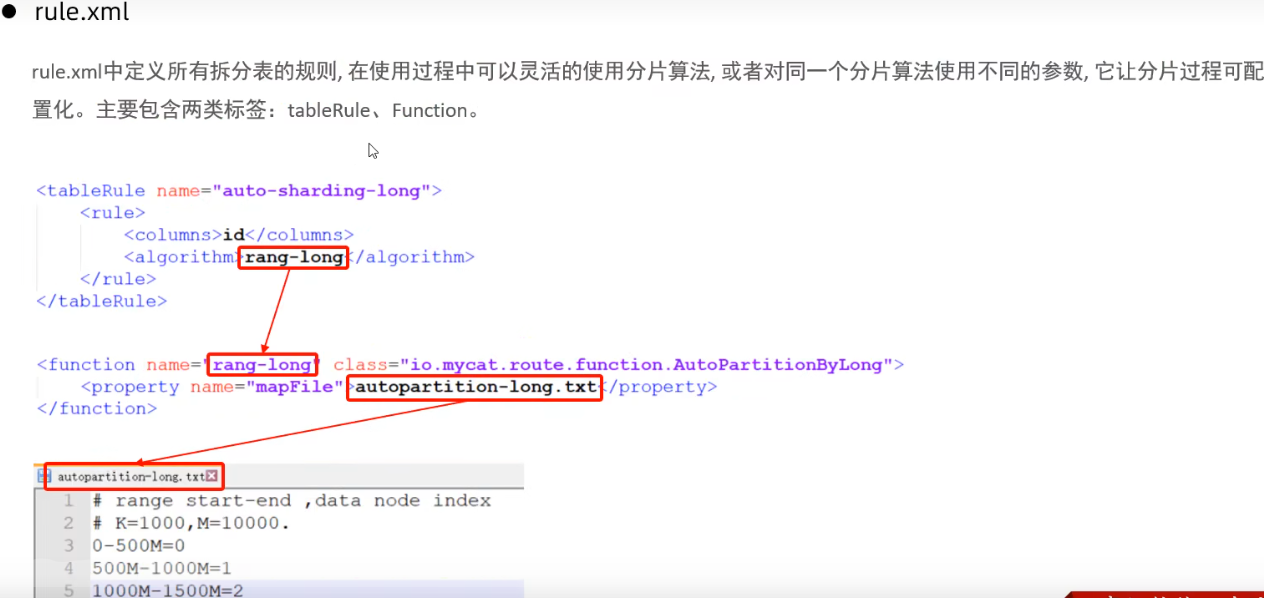 ● rule.xml
rule.xml中定义所有拆分表的规则, 在使用过程中可以灵活的使用分片算法, 或者对同一个分片算法使用不同的参数, 它让分片过程可配
置化。主要包含两类标签：tableRule、Function。
<tableRule name="auto-sharding-long">
<rule>
<columns>id</columns>
<algorithm>rang-long</algorithm>
</rule>
</tableRule>
<function name="rang-long" class="io.mycat.route.function.AutoPartitionByLong">
<property name="mapFile">autopartition-long.txt</property>
</function>
autopartition-long.txt
1 # range start-end ,data node index
2 # K=1000,M=10000.
3 0-500M=0
4 500M-1000M=1
5 1000M-1500M=2